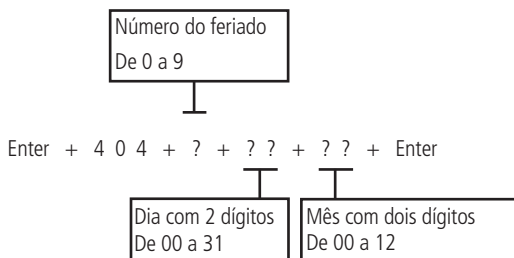 Número do feriado
De 0 a 9
Enter + 4 0 4 + ? + ? ? + ? ? + Enter
Dia com 2 dígitos
De 00 a 31
Mês com dois dígitos
De 00 a 12